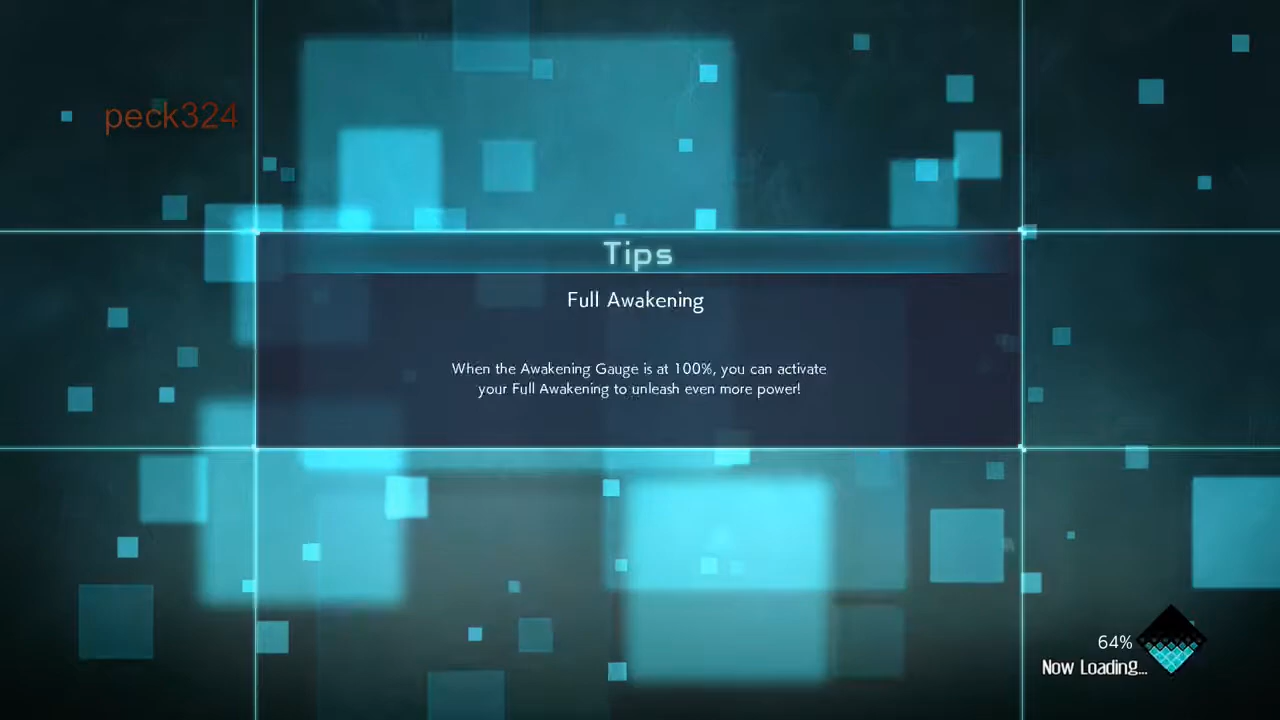 peck324
Tips
Full Awakening
When the Awakening Gauge is at 100%, you can activate
your Full Awakening to unleash even more power!
64%
Now Loading...